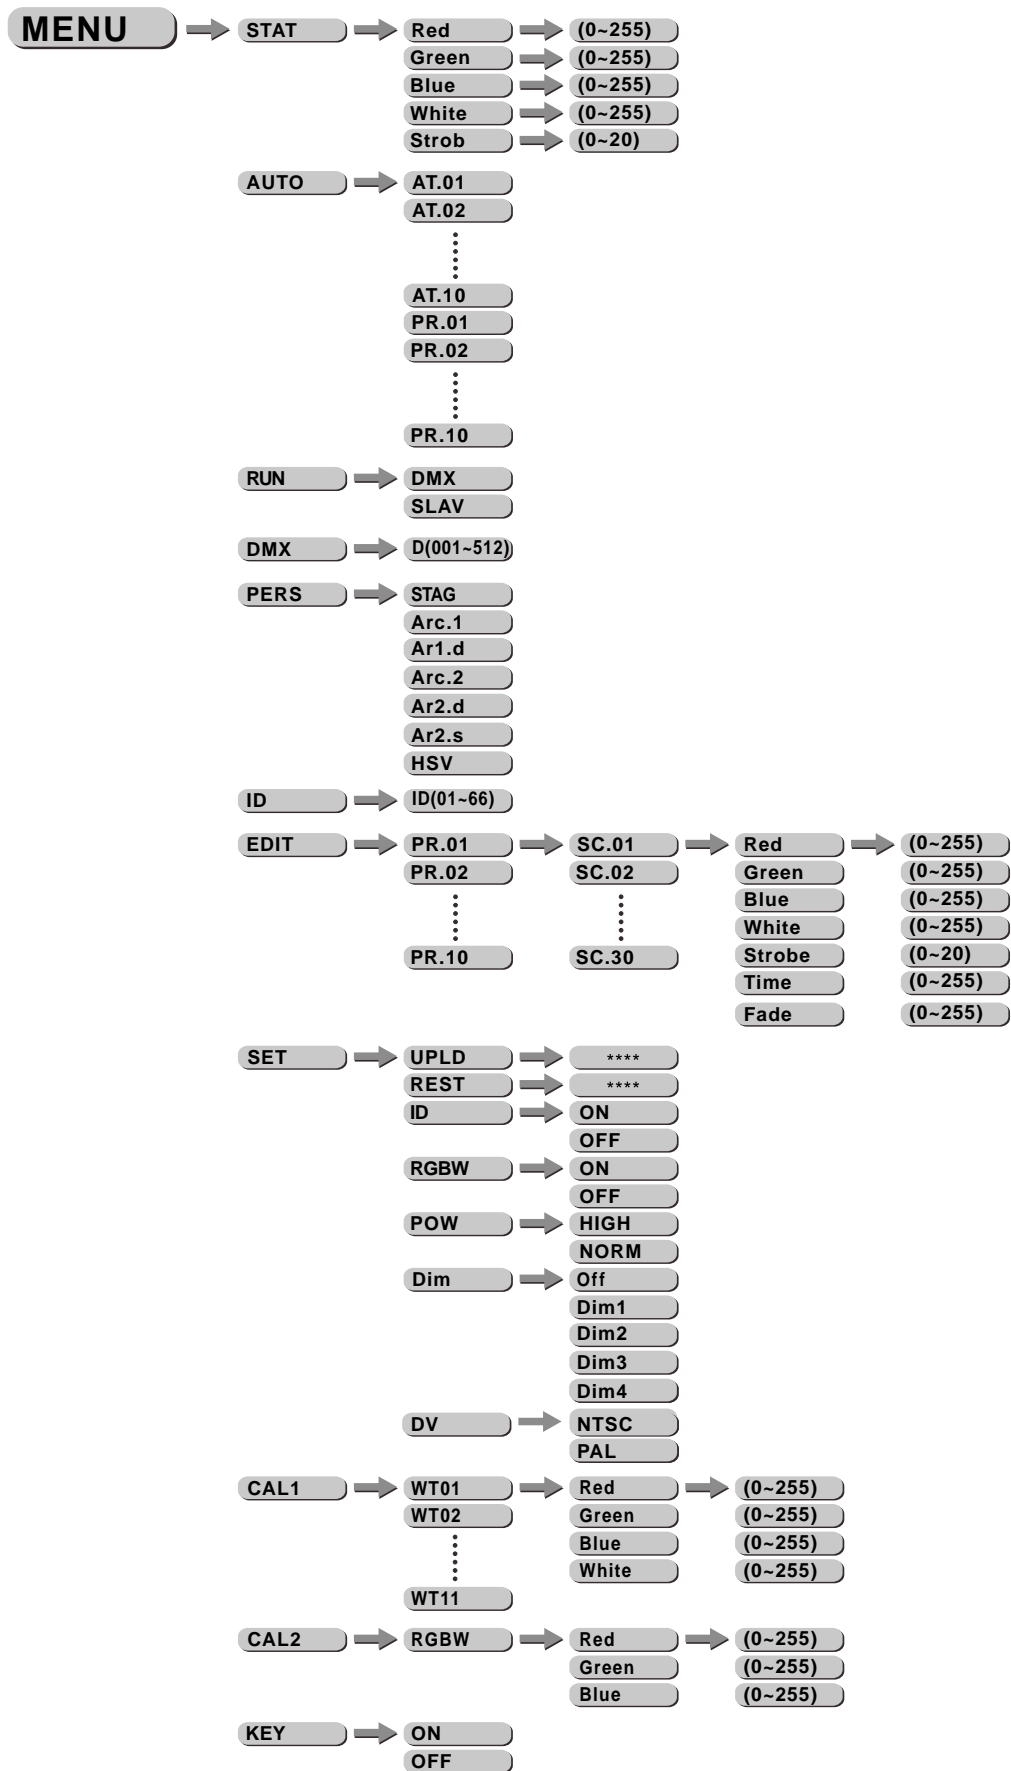 MENU STAT Red (0~255)
Green (0~255)
Blue (0~255)
White (0~255)
Strob (0~20)
AUTO AT.01
AT.02
AT.10
PR.01
PR.02
PR.10
RUN DMX
SLAV
DMX D(001~512)
PERS STAG
Arc.1
Ar1.d
Arc.2
Ar2.d
Ar2.s
HSV
ID ID(01~66)
EDIT PR.01 SC.01 Red (0~255)
PR.02 SC.02 Green (0~255)
Blue (0~255)
White (0~255)
PR.10 SC.30 Strobe (0~20)
Time (0~255)
Fade (0~255)
SET UPLD ****
REST ****
ID ON
OFF
RGBW ON
OFF
POW HIGH
NORM
Dim Off
Dim1
Dim2
Dim3
Dim4
DV NTSC
PAL
CAL1 WT01 Red (0~255)
WT02 Green (0~255)
Blue (0~255)
White (0~255)
WT11
CAL2 RGBW Red (0~255)
Green (0~255)
Blue (0~255)
KEY ON
OFF